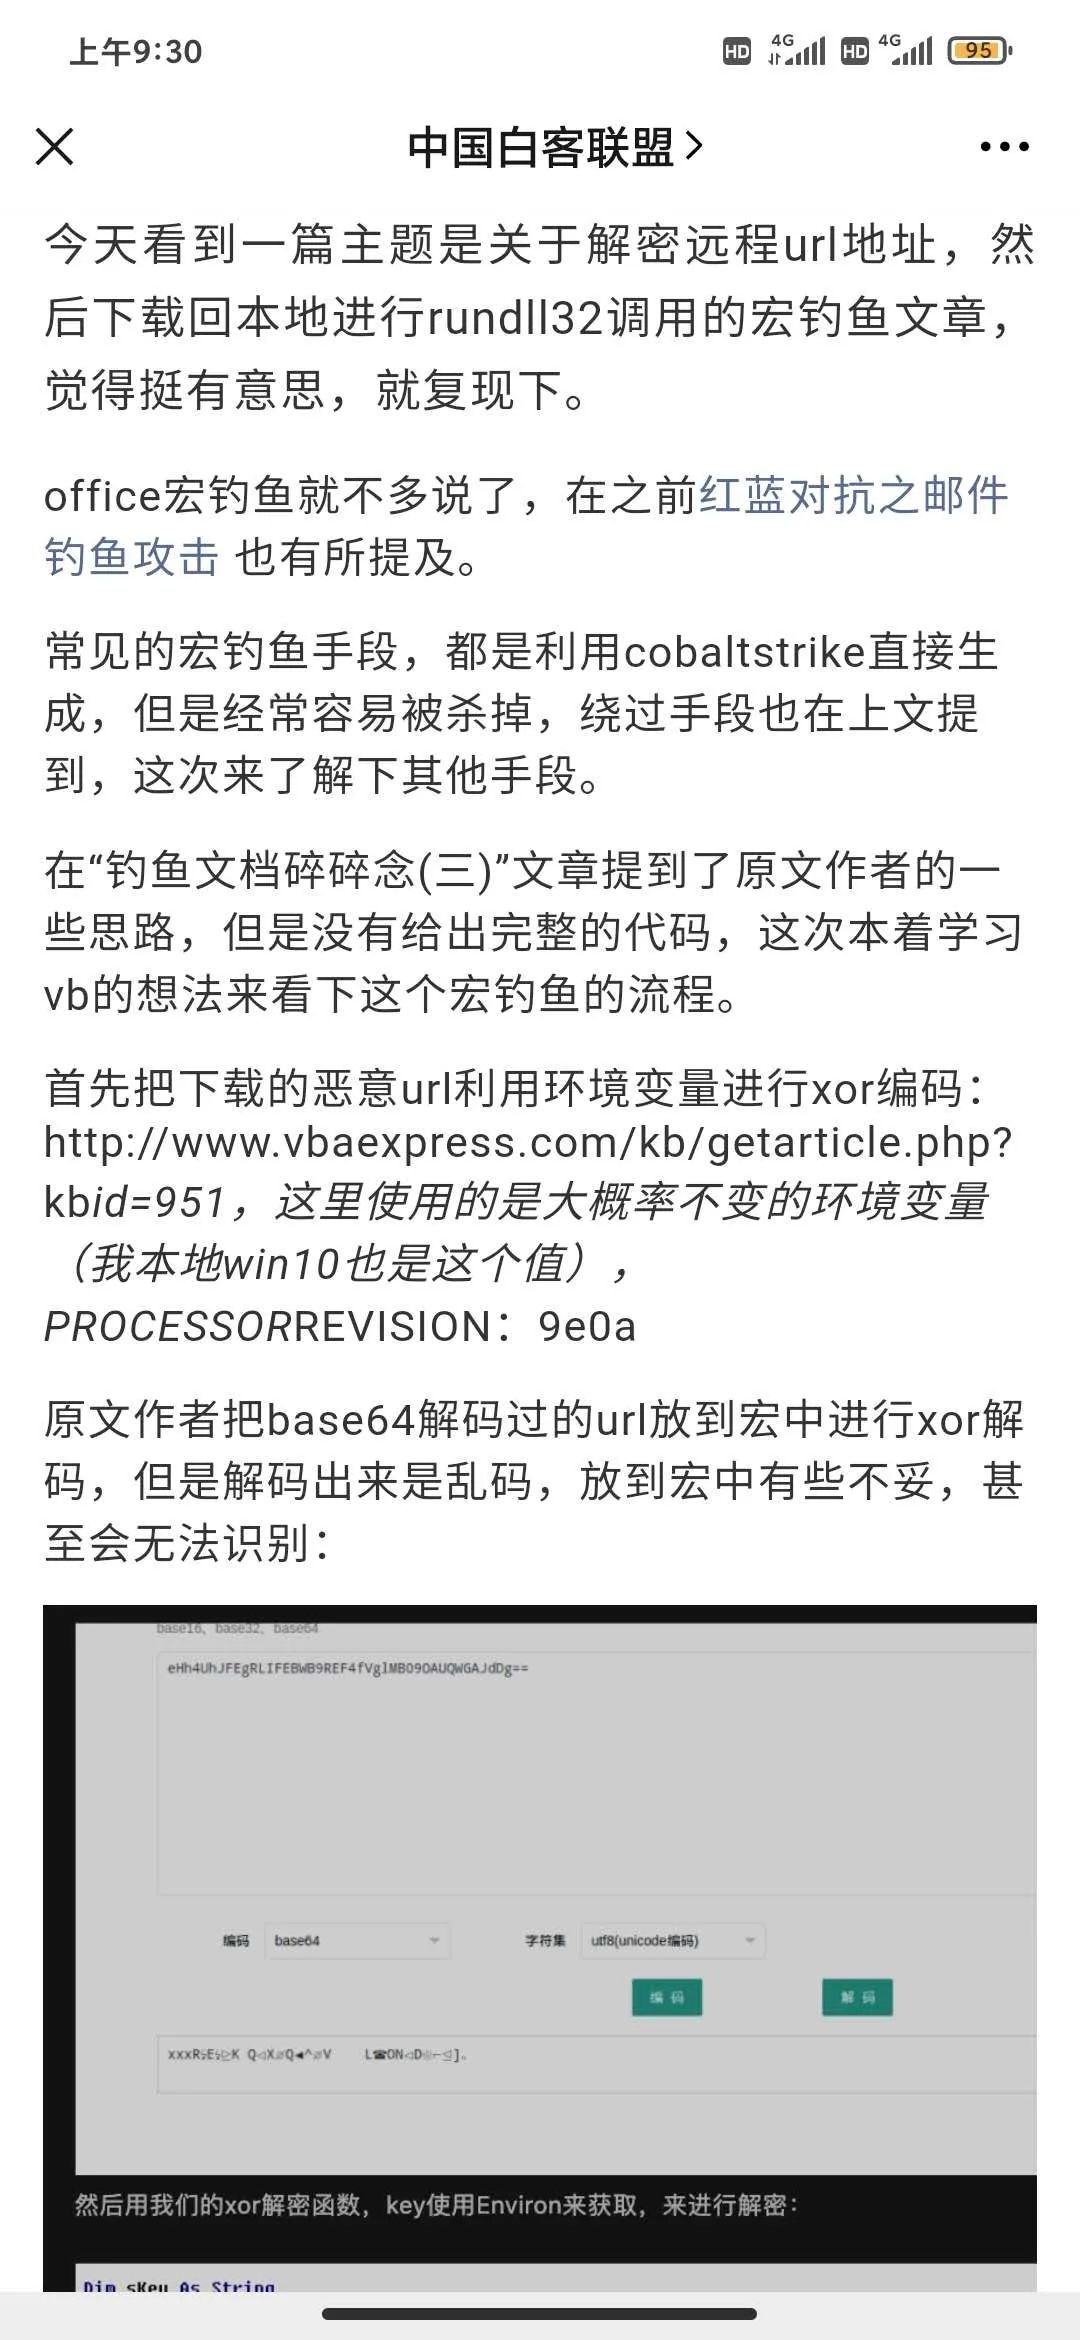 上午9:30
HD 4G HD 4G 95
中国白客联盟
今天看到一篇主题是关于解密远程url地址，然
后下载回本地进行rundll32调用的宏钓鱼文章，
觉得挺有意思，就复现下。
office宏钓鱼就不多说了，在之前红蓝对抗之邮件
钓鱼攻击 也有所提及。
常见的宏钓鱼手段，都是利用cobaltstrike直接生
成，但是经常容易被杀掉，绕过手段也在上文提
到，这次来了解下其他手段。
在“钓鱼文档碎碎念(三)”文章提到了原文作者的一
些思路，但是没有给出完整的代码，这次本着学习
vb的想法来看下这个宏钓鱼的流程。
首先把下载的恶意url利用环境变量进行xor编码：
http://www.vbaexpress.com/kb/getarticle.php?
kbid=951，这里使用的是大概率不变的环境变量
（我本地win10也是这个值），
PROCESSORREVISION：9e0a
原文作者把base64解码过的url放到宏中进行xor解
码，但是解码出来是乱码，放到宏中有些不妥，甚
至会无法识别：
base16、base32、base64
编码 base64 字符集 utf8(unicode编码)
编 码 解 码
然后用我们的xor解密函数，key使用Environ来获取，来进行解密：
Dim sKey As String